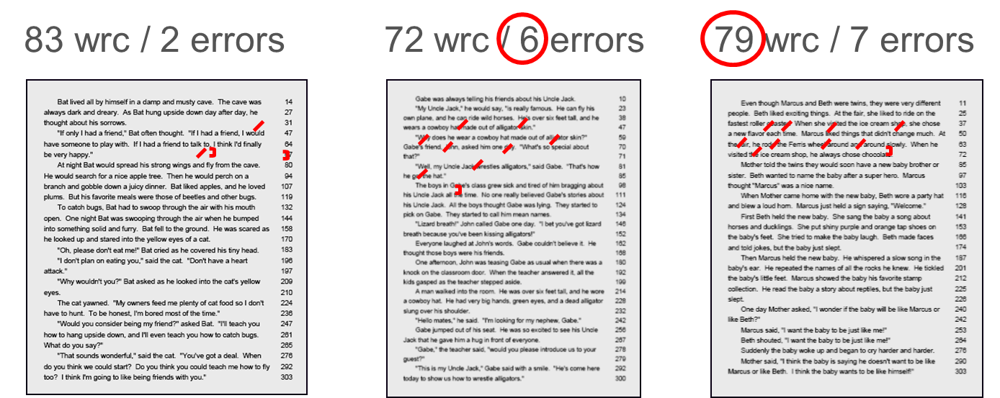 83 wrc / 2 errors
Bat lived all by himself in a damp and musty cave. The cave was 14
always dark and dreary. As Bat hung upside down day after day, he 27
thought about his sorrows. 31
"If only I had a friend," Bat often thought. "If I had a friend, I would 47
have someone to play with. If I had a friend to talk to, I think I'd finally 64
be very happy." 67
At night Bat would spread his strong wings and fly from the cave. 80
He would search for a nice apple tree. Then he would perch on a 94
branch and gobble down a juicy dinner. Bat liked apples, and he loved 107
plums. But his favorite meals were those of beetles and other bugs. 119
To catch bugs, Bat had to swoop through the air with his mouth 132
open. One night Bat was swooping through the air when he bumped 144
into something solid and furry. Bat fell to the ground. He was scared as 158
he looked up and stared into the yellow eyes of a cat. 170
"Oh, please don't eat me!" Bat cried as he covered his tiny head. 183
"I don't plan on eating you," said the cat. "Don't have a heart 196
attack." 197
"Why wouldn't you?" Bat asked as he looked into the cat's yellow 209
eyes. 210
The cat yawned. "My owners feed me plenty of cat food so I don't 224
have to hunt. To be honest, I'm bored most of the time." 236
"Would you consider being my friend?" asked Bat. "I'll teach you 247
how to hang upside down, and I'll even teach you how to catch bugs. 261
What do you say?" 265
"That sounds wonderful," said the cat. "You've got a deal. When 276
do you think we could start? Do you think you could teach me how to fly 292
too? I think I'm going to like being friends with you." 303
72 wrc / 6 errors
Gabe was always telling his friends about his Uncle Jack. 10
"My Uncle Jack," he would say, "is really famous. He can fly his 23
own plane, and he can ride wild horses. He's over six feet tall, and he 38
wears a cowboy hat made out of alligator skin." 47
"Why does he wear a cowboy hat made out of alligator skin?" 59
Gabe's friend, John, asked him one day. "What's so special about 70
that?" 71
"Well, my Uncle Jack wrestles alligators," said Gabe. "That's how 81
he got the hat." 85
The boys in Gabe's class grew sick and tired of him bragging about 98
his Uncle Jack all the time. No one really believed Gabe's stories about 111
his Uncle Jack. All the boys thought Gabe was lying. They started to 124
pick on Gabe. They started to call him mean names. 134
"Lizard breath!" John called Gabe one day. "I bet you've got lizard 146
breath because you've been kissing alligators!" 152
Everyone laughed at John's words. Gabe couldn't believe it. He 162
thought those boys were his friends. 168
One afternoon, John was teasing Gabe as usual when there was a 180
knock on the classroom door. When the teacher answered it, all the 192
kids gasped as the teacher stepped aside. 199
A man walked into the room. He was over six feet tall, and he wore 214
a cowboy hat. He had very big hands, green eyes, and a dead alligator 228
slung over his shoulder. 232
"Hello mates," he said. "I'm looking for my nephew, Gabe." 242
Gabe jumped out of his seat. He was so excited to see his Uncle 256
Jack that he gave him a hug in front of everyone. 267
"Gabe," the teacher said, "would you please introduce us to your 278
guest?" 279
"This is my Uncle Jack," Gabe said with a smile. "He's come here 292
today to show us how to wrestle alligators." 300
79 wrc / 7 errors
Even though Marcus and Beth were twins, they were very different 11
people. Beth liked exciting things. At the fair, she liked to ride on the 25
fastest roller coaster. When she visited the ice cream shop, she chose 37
a new flavor each time. Marcus liked things that didn't change much. At 50
the fair, he rode the Ferris wheel around and around slowly. When he 63
visited the ice cream shop, he always chose chocolate. 72
Mother told the twins they would soon have a new baby brother or 85
sister. Beth wanted to name the baby after a super hero. Marcus 97
thought "Marcus" was a nice name. 103
When Mother came home with the new baby, Beth wore a party hat 116
and blew a loud horn. Marcus just held a sign saying, "Welcome." 128
First Beth held the new baby. She sang the baby a song about 141
horses and ducklings. She put shiny purple and orange tap shoes on 153
the baby's feet. She tried to make the baby laugh. Beth made faces 166
and told jokes, but the baby just slept. 174
Then Marcus held the new baby. He whispered a slow song in the 187
baby's ear. He repeated the names of all the rocks he knew. He tickled 201
the baby's little feet. Marcus showed the baby his favorite stamp 212
collection. He read the baby a story about reptiles, but the baby just 225
slept. 226
One day Mother asked, "I wonder if the baby will be like Marcus or 240
like Beth?" 242
Marcus said, "I want the baby to be just like me!" 253
Beth shouted, "I want the baby to be just like me!" 264
Suddenly the baby woke up and began to cry harder and harder. 276
Mother said, "I think the baby is saying he doesn't want to be like 290
Marcus or like Beth. I think the baby wants to be like himself!" 303